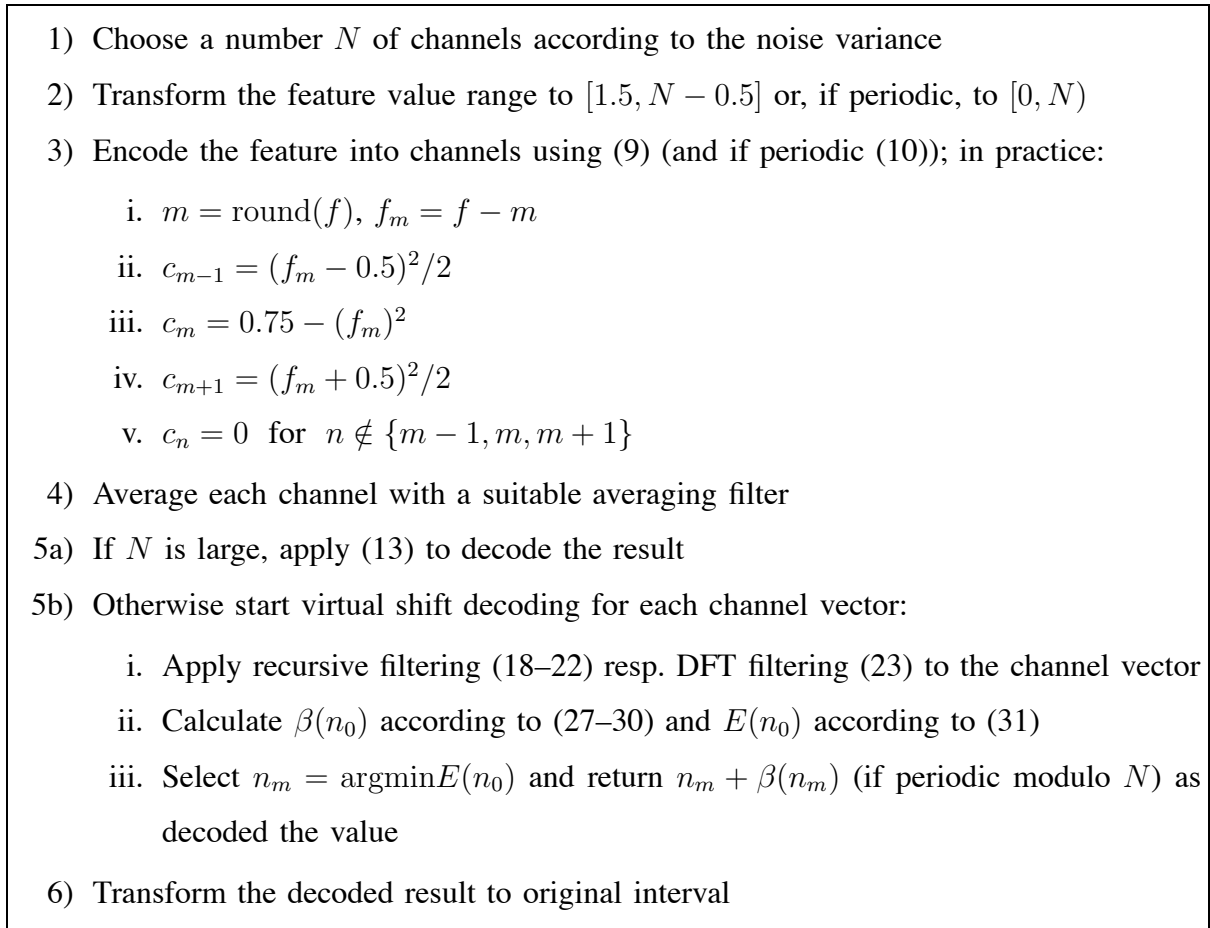 1) Choose a number N of channels according to the noise variance
2) Transform the feature value range to [1.5, N − 0.5] or, if periodic, to [0, N)
3) Encode the feature into channels using (9) (and if periodic (10)); in practice:
i. m = round(f), f_m = f − m
ii. c_{m−1} = (f_m − 0.5)²/2
iii. c_m = 0.75 − (f_m)²
iv. c_{m+1} = (f_m + 0.5)²/2
v. c_n = 0 for n ∉ {m − 1, m, m + 1}
4) Average each channel with a suitable averaging filter
5a) If N is large, apply (13) to decode the result
5b) Otherwise start virtual shift decoding for each channel vector:
i. Apply recursive filtering (18–22) resp. DFT filtering (23) to the channel vector
ii. Calculate β(n₀) according to (27–30) and E(n₀) according to (31)
iii. Select n_m = argminE(n₀) and return n_m + β(n_m) (if periodic modulo N) as
decoded the value
6) Transform the decoded result to original interval